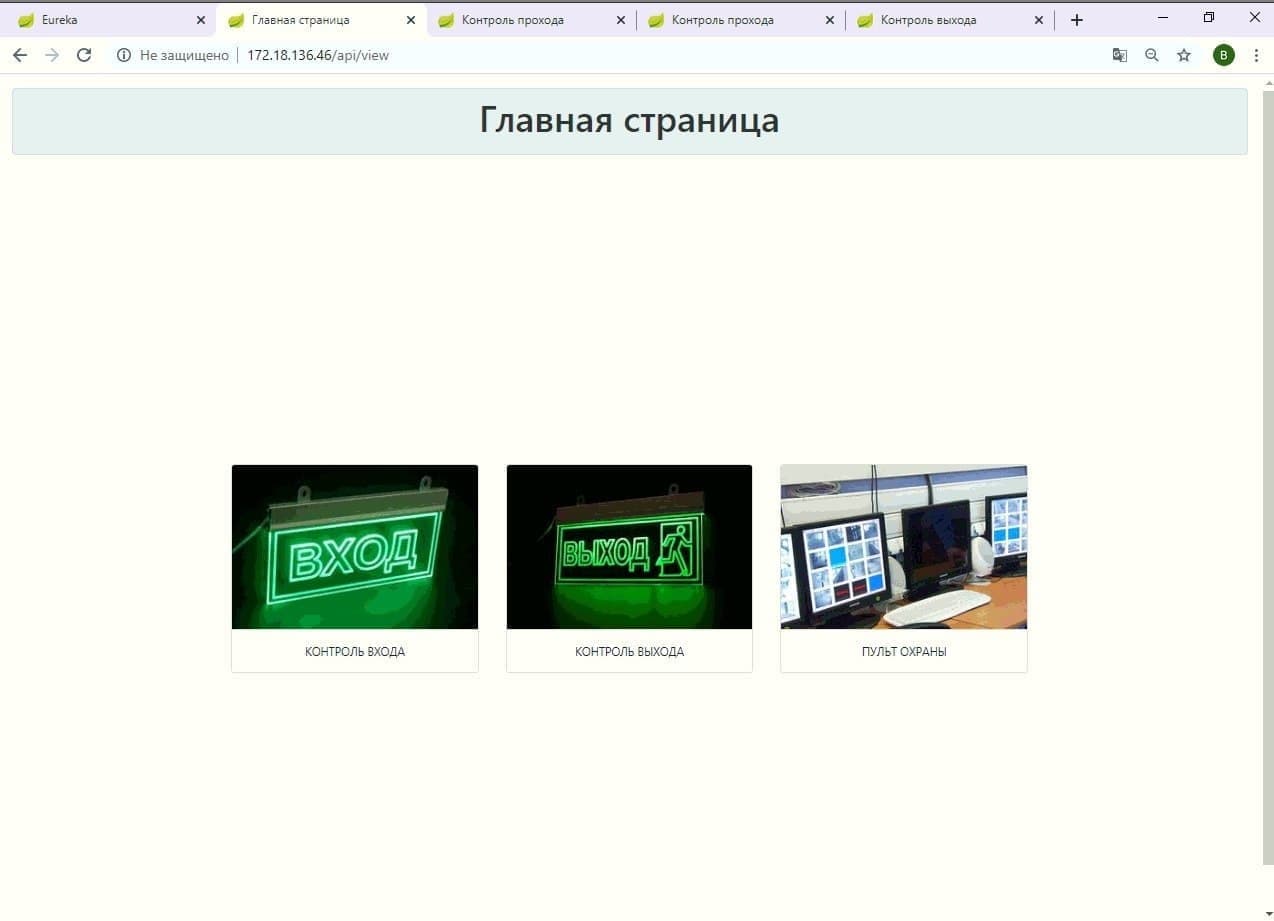 Eureka
Главная страница
Контроль прохода
Контроль прохода
Контроль выхода
Не защищено
172.18.136.46/api/view
B
Главная страница
ВХОД
ВЫХОД
КОНТРОЛЬ ВХОДА
КОНТРОЛЬ ВЫХОДА
ПУЛЬТ ОХРАНЫ